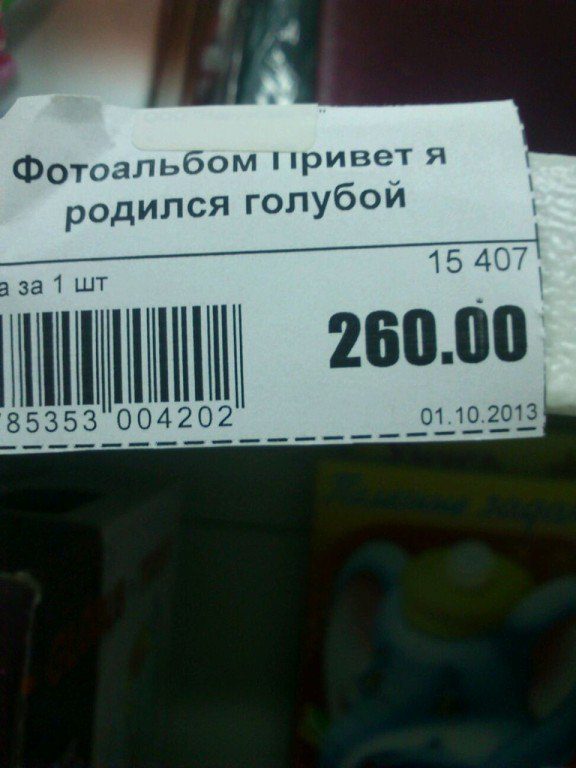 Фотоальбом Привет я
родился голубой
15 407
а за 1 шт
260.00
785353 004202
01.10.2013